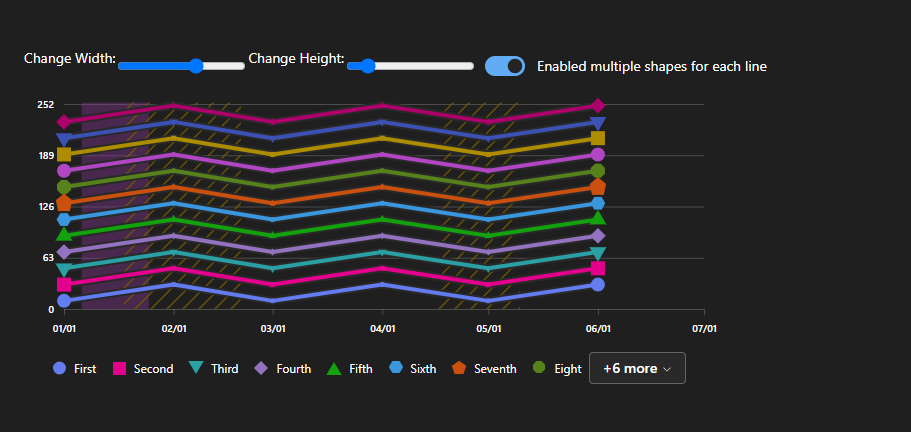 Change Width: Change Height: Enabled multiple shapes for each line
252
189
126
63
0
01/01 02/01 03/01 04/01 05/01 06/01 07/01
First Second Third Fourth Fifth Sixth Seventh Eight +6 more